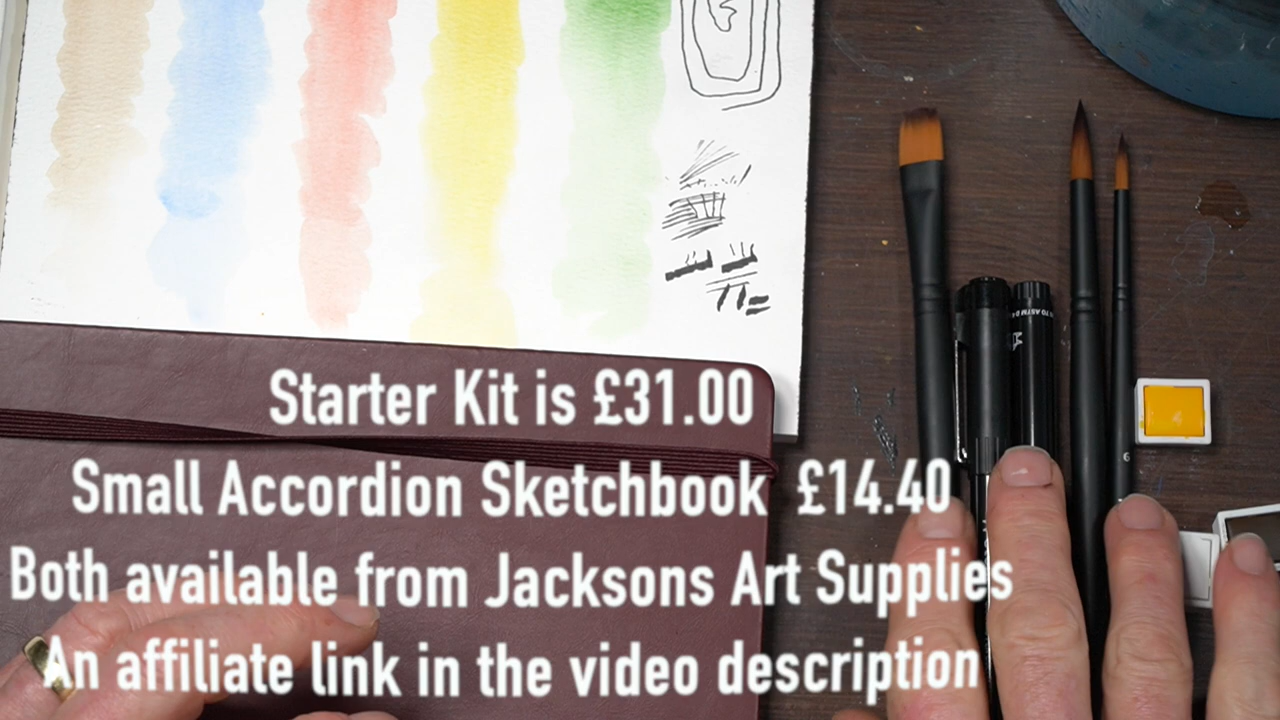 Starter Kit is £31.00
Small Accordion Sketchbook £14.40
Both available from Jacksons Art Supplies
An affiliate link in the video description
6